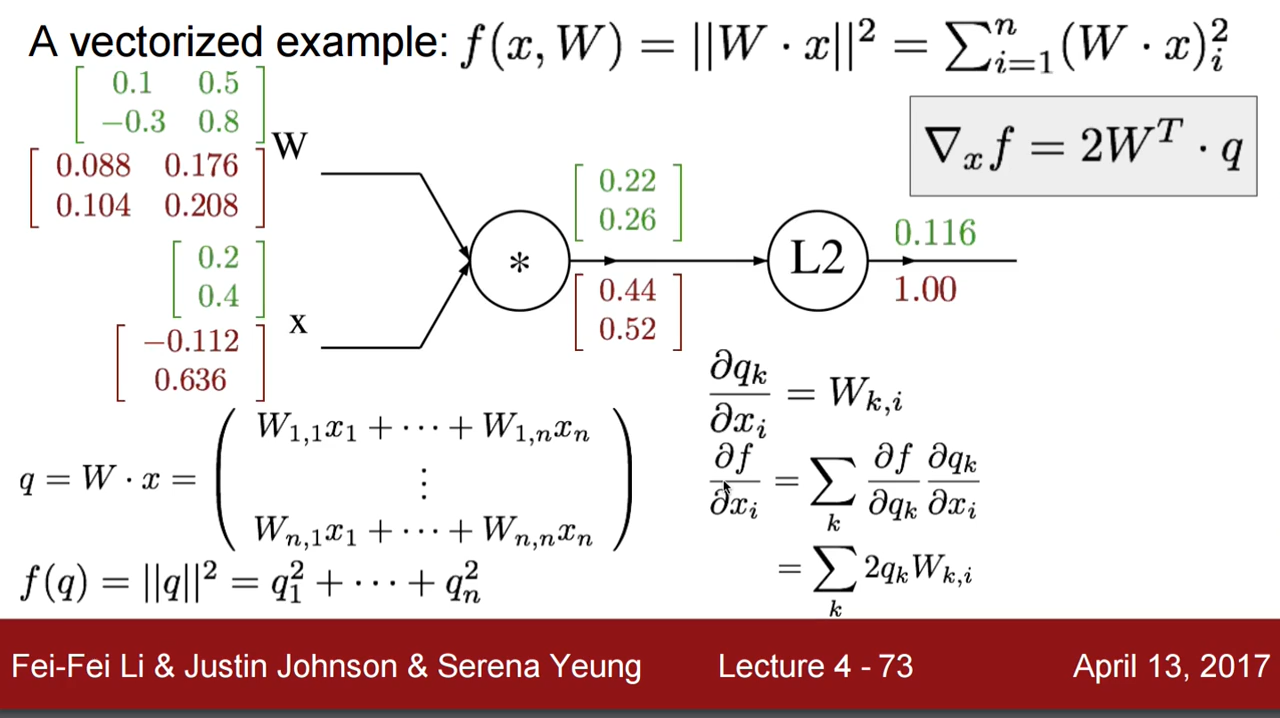 A vectorized example: f(x, W) = ||W · x||² = ∑ⁿᵢ₌₁ (W · x)ᵢ²
[ 0.1 0.5
−0.3 0.8 ]
W
[ 0.088 0.176
0.104 0.208 ]
∇ₓf = 2Wᵀ · q
[ 0.22
0.26 ]
[ 0.2
0.4 ]
x
[ −0.112
0.636 ]
*
[ 0.44
0.52 ]
L2
0.116
1.00
∂qₖ/∂xᵢ = Wₖ,ᵢ
q = W · x = ( W₁,₁x₁ + ··· + W₁,ₙxₙ
⋮
Wₙ,₁x₁ + ··· + Wₙ,ₙxₙ )
∂f/∂xᵢ = ∑ₖ ∂f/∂qₖ ∂qₖ/∂xᵢ
= ∑ₖ 2qₖWₖ,ᵢ
f(q) = ||q||² = q₁² + ··· + qₙ²
Fei-Fei Li & Justin Johnson & Serena Yeung
Lecture 4 - 73
April 13, 2017